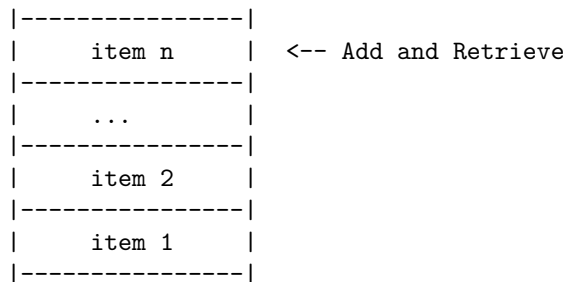 |----------------|
|     item n     |  <-- Add and Retrieve
|----------------|
|     ...        |
|----------------|
|     item 2     |
|----------------|
|     item 1     |
|----------------|